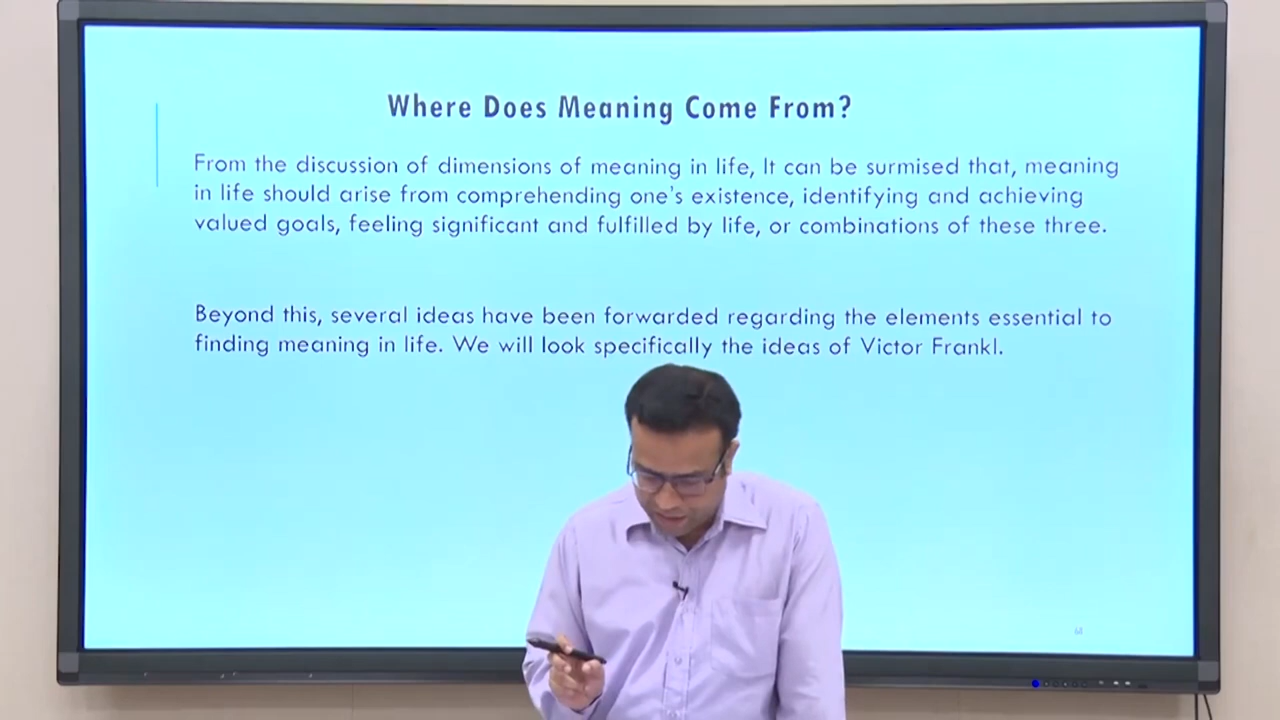 Where Does Meaning Come From?
From the discussion of dimensions of meaning in life, It can be surmised that, meaning
in life should arise from comprehending one's existence, identifying and achieving
valued goals, feeling significant and fulfilled by life, or combinations of these three.
Beyond this, several ideas have been forwarded regarding the elements essential to
finding meaning in life. We will look specifically the ideas of Victor Frankl.